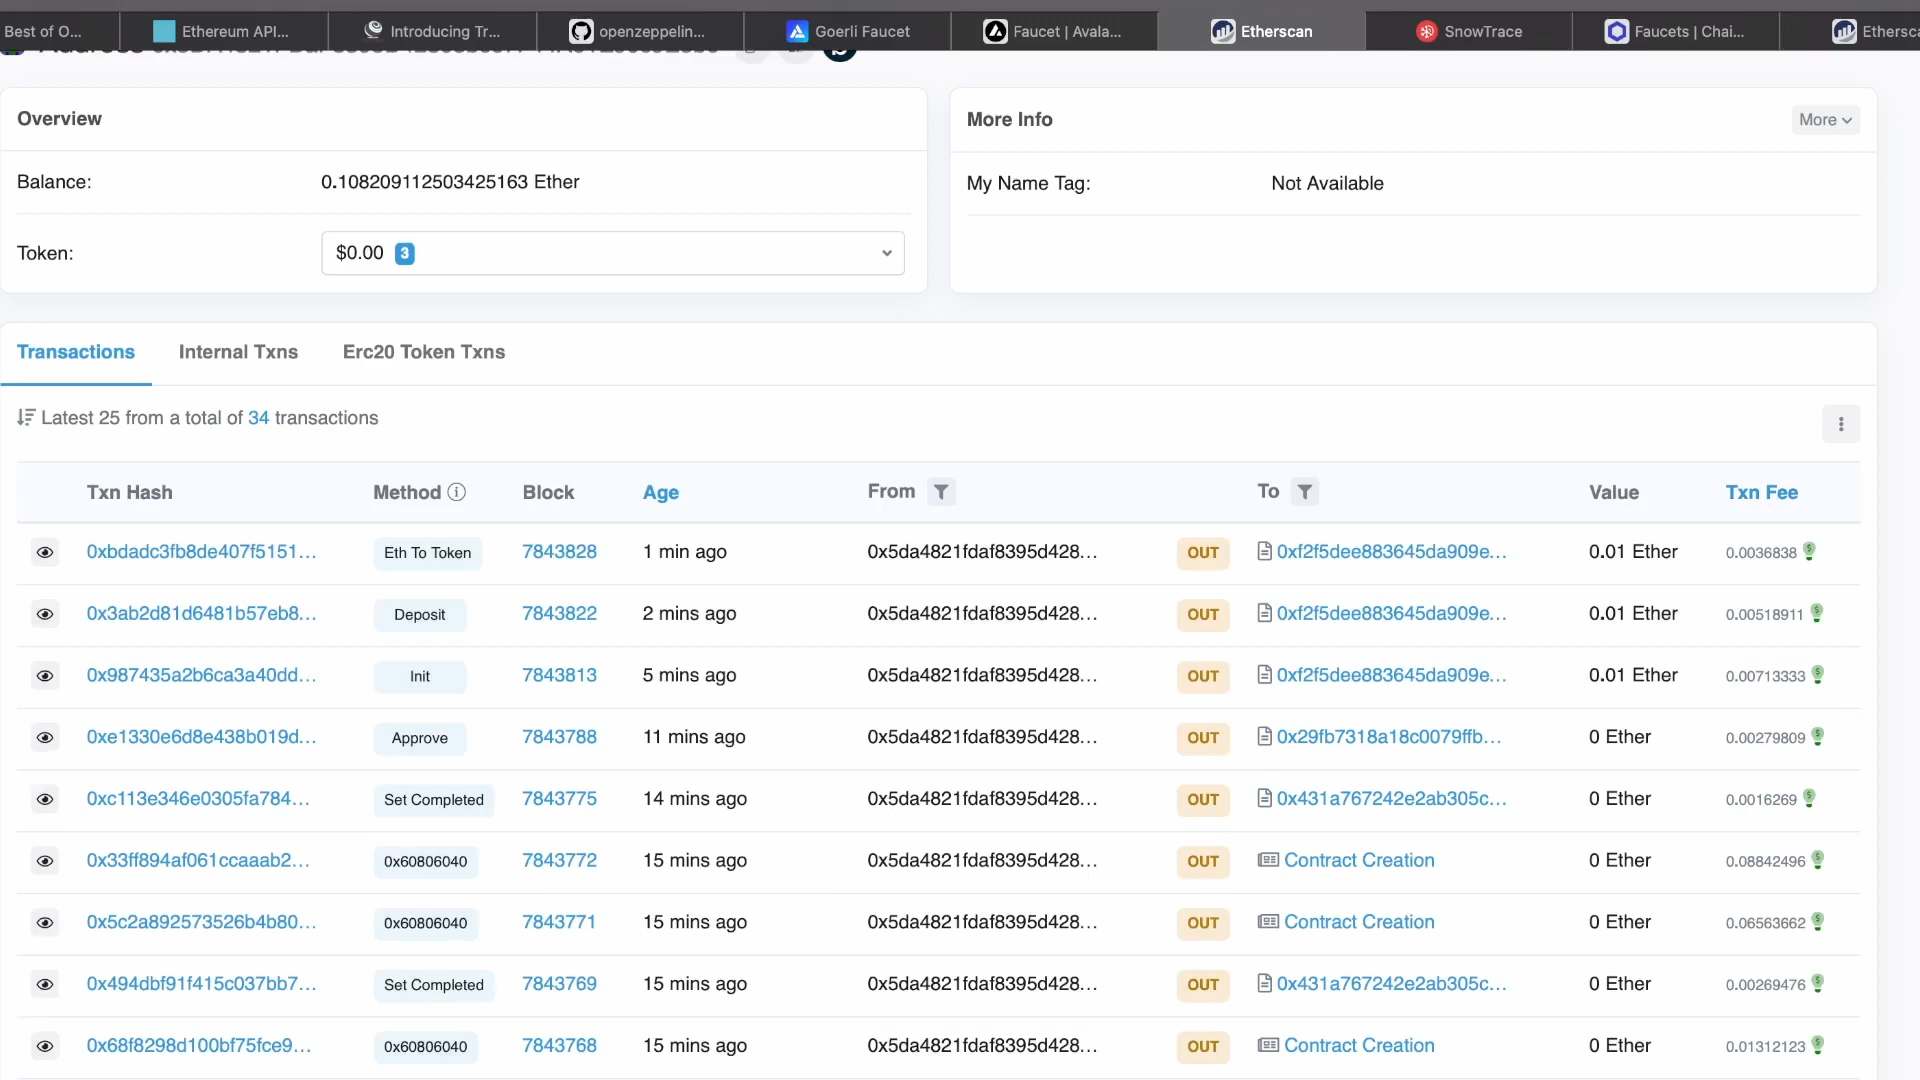 Best of O...
Ethereum API...
Introducing Tr...
openzeppelin...
Goerli Faucet
Faucet | Avala...
Etherscan
SnowTrace
Faucets | Chai...
Ethersca
Overview
Balance: 0.108209112503425163 Ether
Token: $0.00 3
More Info More
My Name Tag: Not Available
Transactions Internal Txns Erc20 Token Txns
Latest 25 from a total of 34 transactions
Txn Hash Method Block Age From To Value Txn Fee
0xbdadc3fb8de407f5151... Eth To Token 7843828 1 min ago 0x5da4821fdaf8395d428... OUT 0xf2f5dee883645da909e... 0.01 Ether 0.0036838
0x3ab2d81d6481b57eb8... Deposit 7843822 2 mins ago 0x5da4821fdaf8395d428... OUT 0xf2f5dee883645da909e... 0.01 Ether 0.00518911
0x987435a2b6ca3a40dd... Init 7843813 5 mins ago 0x5da4821fdaf8395d428... OUT 0xf2f5dee883645da909e... 0.01 Ether 0.00713333
0xe1330e6d8e438b019d... Approve 7843788 11 mins ago 0x5da4821fdaf8395d428... OUT 0x29fb7318a18c0079ffb... 0 Ether 0.00279809
0xc113e346e0305fa784... Set Completed 7843775 14 mins ago 0x5da4821fdaf8395d428... OUT 0x431a767242e2ab305c... 0 Ether 0.0016269
0x33ff894af061ccaaab2... 0x60806040 7843772 15 mins ago 0x5da4821fdaf8395d428... OUT Contract Creation 0 Ether 0.08842496
0x5c2a892573526b4b80... 0x60806040 7843771 15 mins ago 0x5da4821fdaf8395d428... OUT Contract Creation 0 Ether 0.06563662
0x494dbf91f415c037bb7... Set Completed 7843769 15 mins ago 0x5da4821fdaf8395d428... OUT 0x431a767242e2ab305c... 0 Ether 0.00269476
0x68f8298d100bf75fce9... 0x60806040 7843768 15 mins ago 0x5da4821fdaf8395d428... OUT Contract Creation 0 Ether 0.01312123